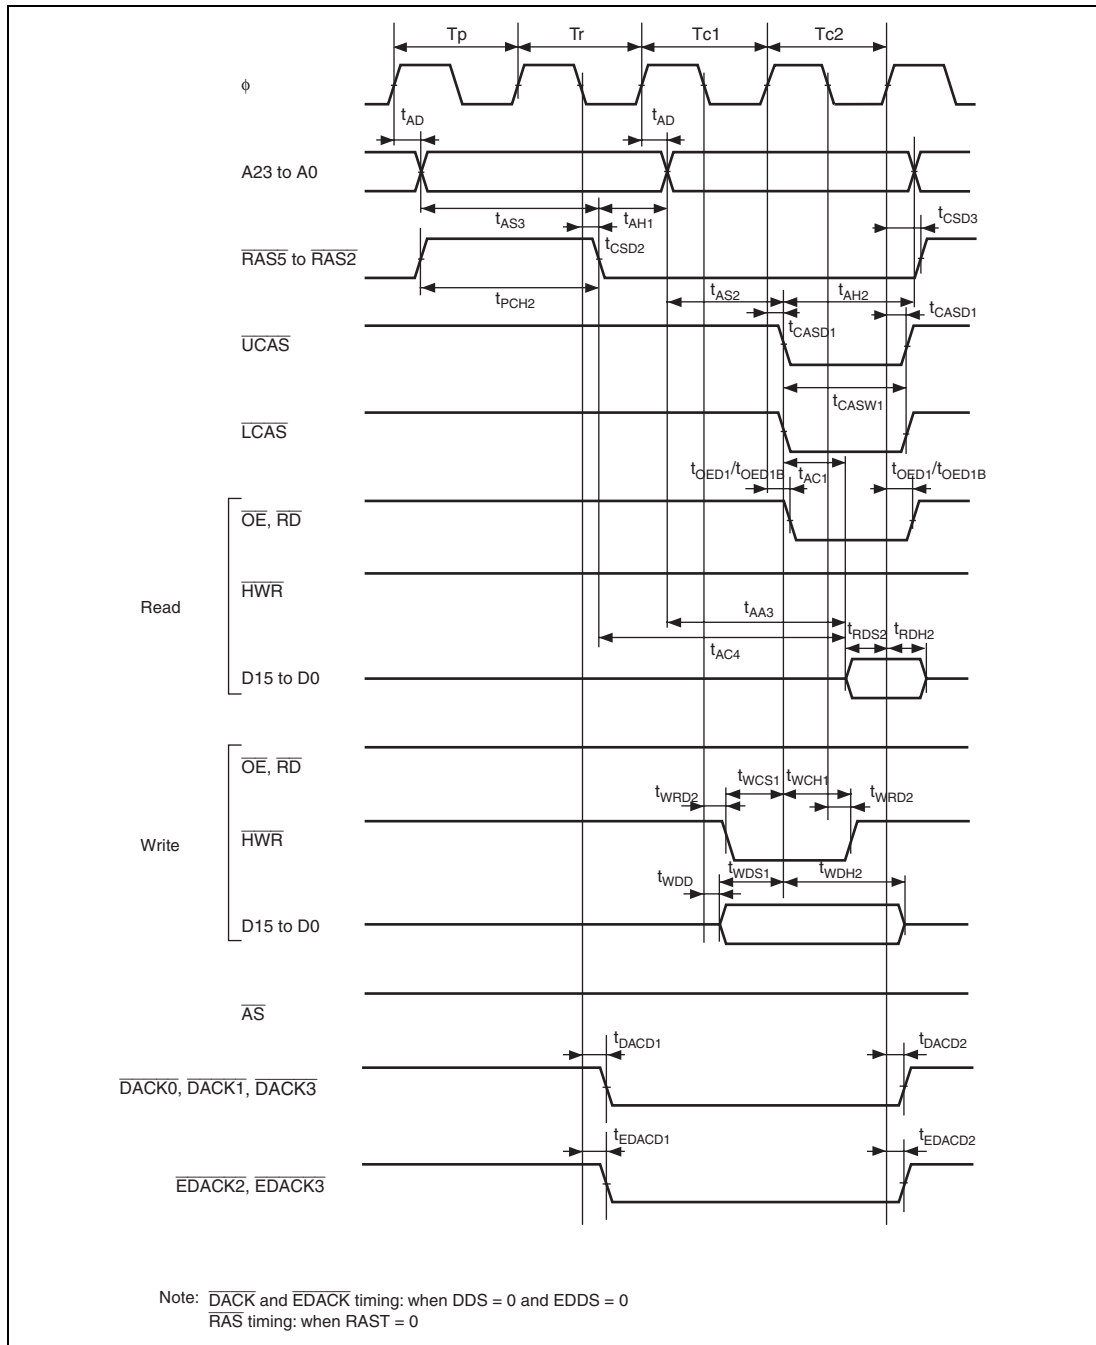 Tp Tr Tc1 Tc2
ϕ
tAD tAD
A23 to A0
tAS3 tAH1 tCSD3
tCSD2
RAS5 to RAS2
tPCH2 tAS2 tAH2
tCASD1 tCASD1
UCAS
tCASW1
LCAS
tOED1/tOED1B tAC1 tOED1/tOED1B
OE, RD
HWR
Read
tAA3
tRDS2 tRDH2
tAC4
D15 to D0
OE, RD
tWCS1 tWCH1
tWRD2 tWRD2
HWR
Write
tWDD tWDS1 tWDH2
D15 to D0
AS
tDACD1 tDACD2
DACK0, DACK1, DACK3
tEDACD1 tEDACD2
EDACK2, EDACK3
Note: DACK and EDACK timing: when DDS = 0 and EDDS = 0
RAS timing: when RAST = 0